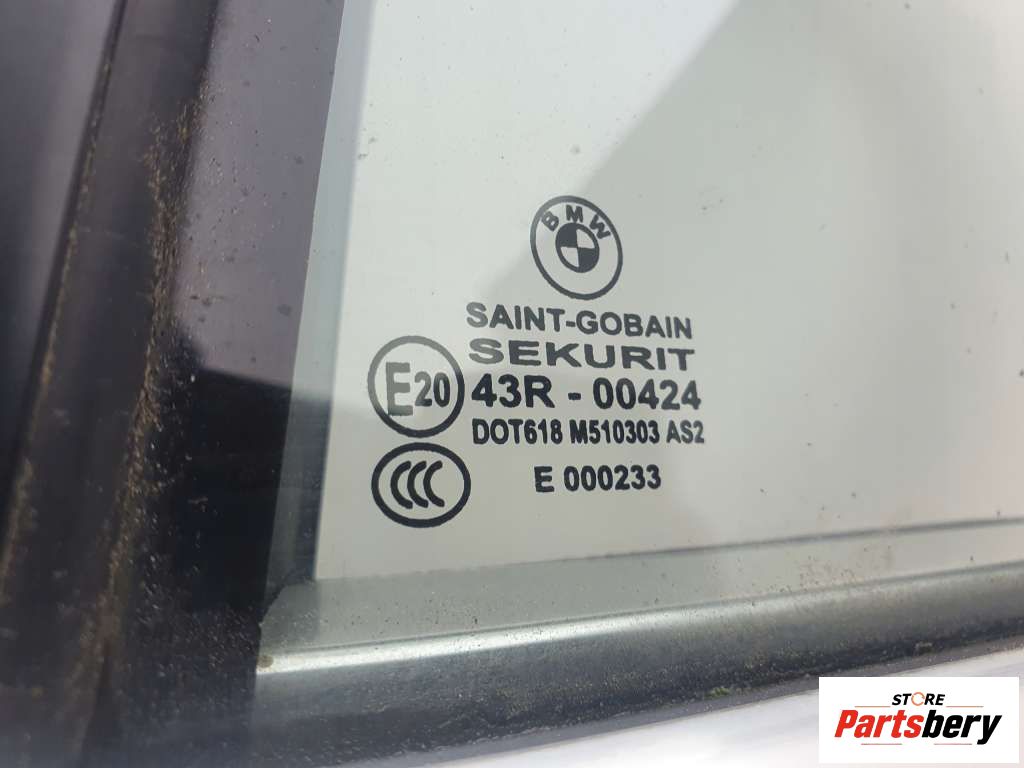 BMW
SAINT-GOBAIN
SEKURIT
E20 43R - 00424
DOT618 M510303 AS2
CCC
E 000233
STORE
Partsbery